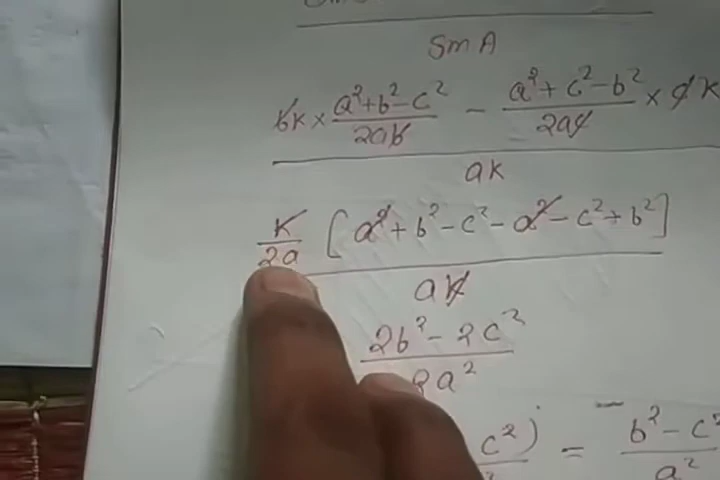 Sin A
bk × (a²+b²-c²)/(2ab) - (a²+c²-b²)/(2ac) × ck
ak
k/2a [a²+b²-c²-a²-c²+b²]
ak
2b²-2c²
2a²
c²) = b²-c²
a²